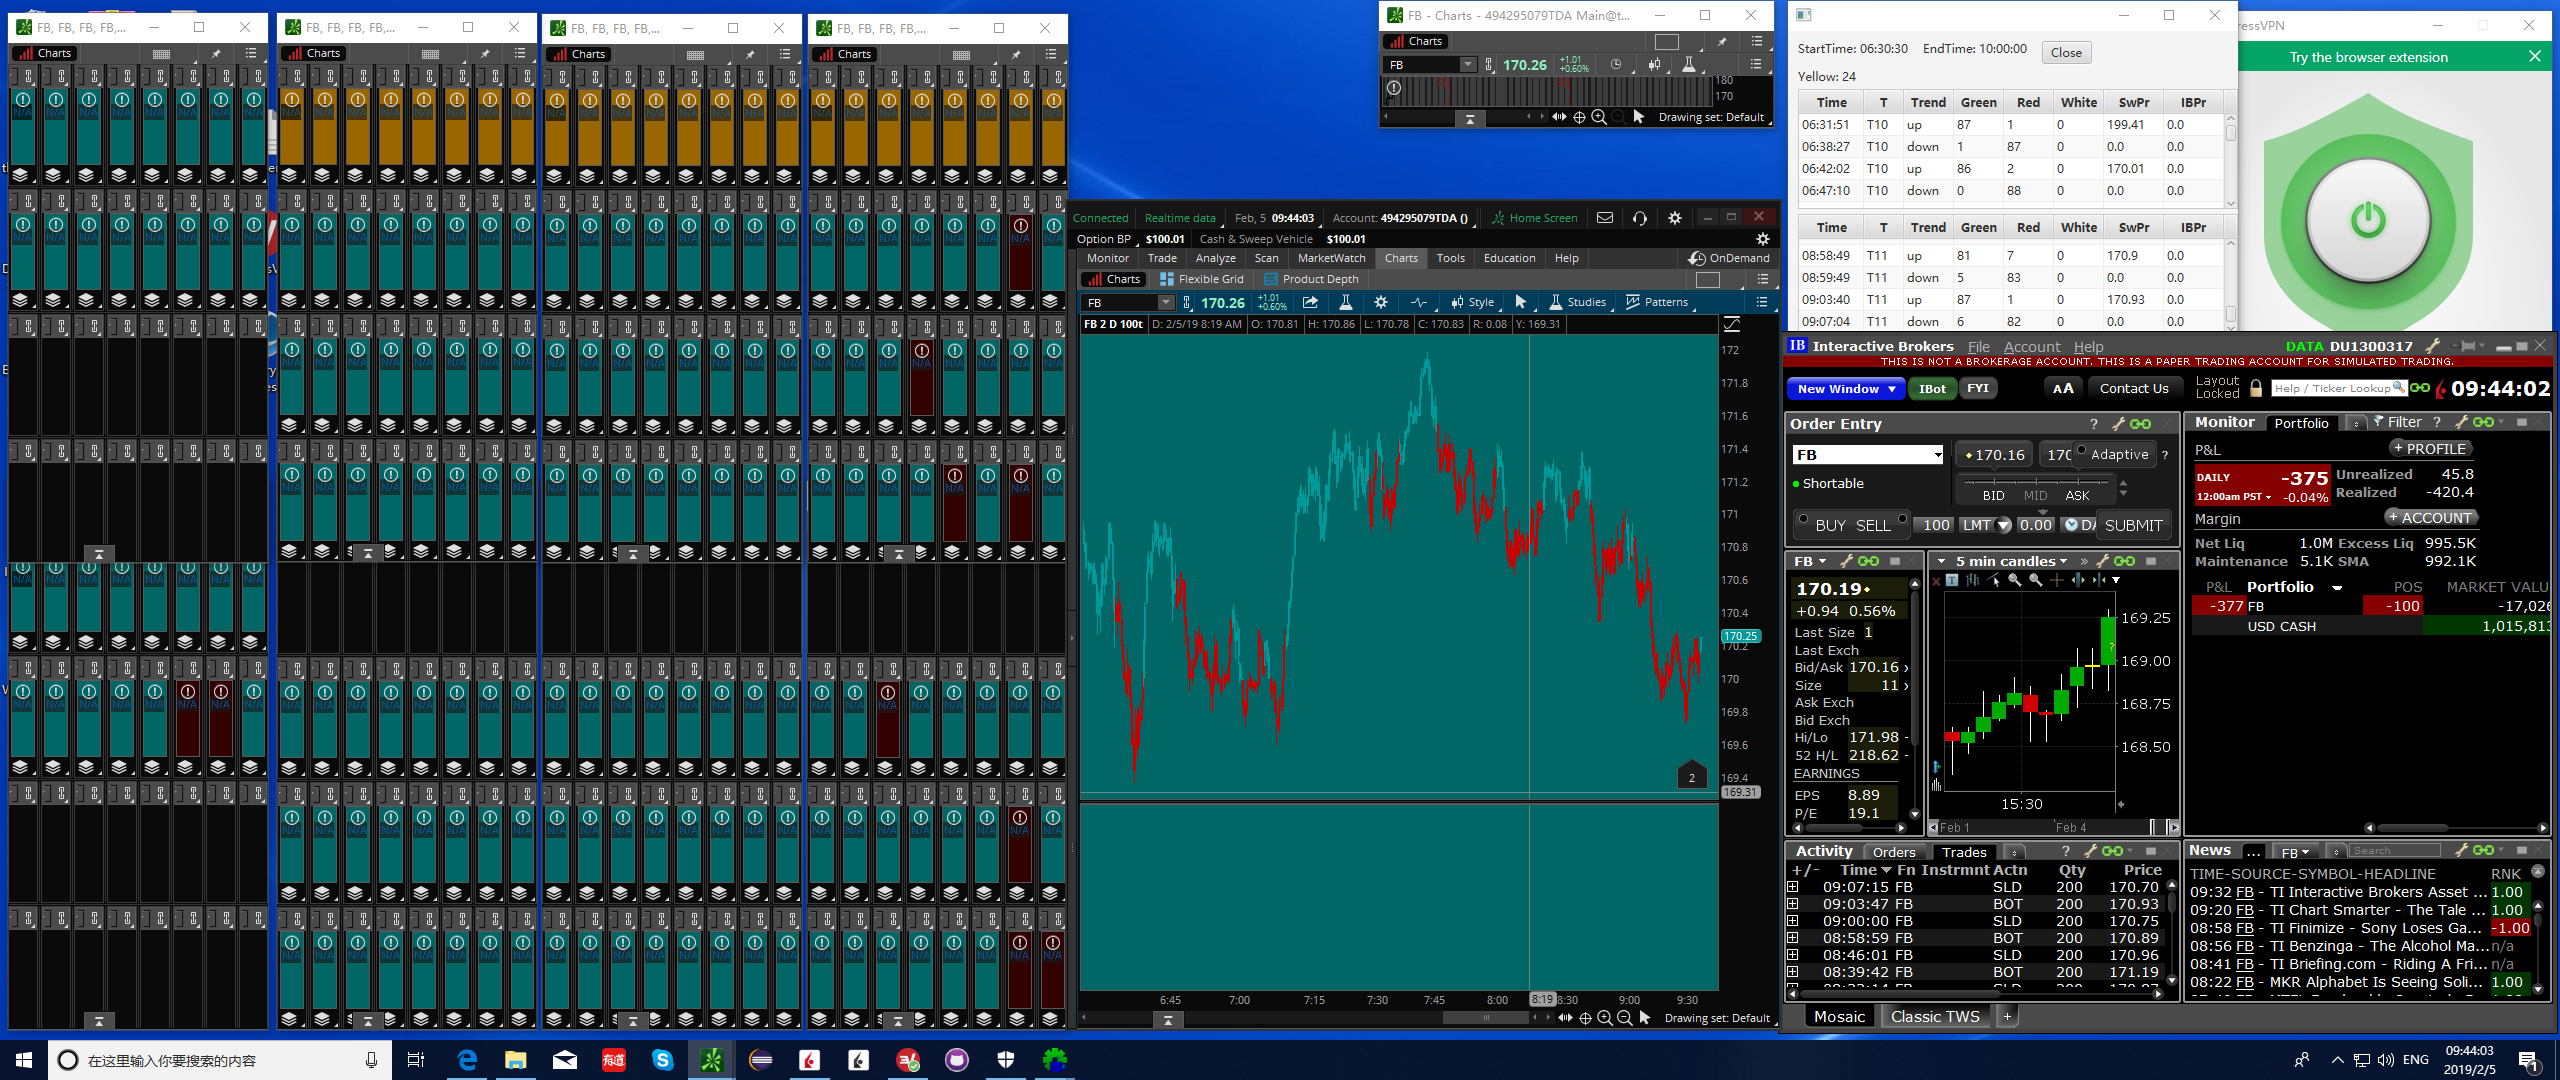 FB, FB, FB, FB,...
Charts
FB, FB, FB, FB,...
Charts
FB, FB, FB, FB,...
Charts
FB, FB, FB, FB,...
Charts
N/A
FB - Charts - 494295079TDA Main@t...
Charts
FB
170.26
+1.01
+0.60%
180
170
Drawing set: Default
StartTime: 06:30:30 EndTime: 10:00:00 Close
Yellow: 24
Time T Trend Green Red White SwPr IBPr
06:31:51 T10 up 87 1 0 199.41 0.0
06:38:27 T10 down 1 87 0 0.0 0.0
06:42:02 T10 up 86 2 0 170.01 0.0
06:47:10 T10 down 0 88 0 0.0 0.0
Time T Trend Green Red White SwPr IBPr
08:58:49 T11 up 81 7 0 170.9 0.0
08:59:49 T11 down 5 83 0 0.0 0.0
09:03:40 T11 up 87 1 0 170.93 0.0
09:07:04 T11 down 6 82 0 0.0 0.0
ressVPN
Try the browser extension
Connected Realtime data Feb, 5 09:44:03 Account: 494295079TDA () Home Screen
Option BP $100.01 Cash & Sweep Vehicle $100.01
Monitor Trade Analyze Scan MarketWatch Charts Tools Education Help OnDemand
Charts Flexible Grid Product Depth
FB 170.26 +1.01 +0.60% Style Studies Patterns
FB 2 D 100t D: 2/5/19 8:19 AM O: 170.81 H: 170.86 L: 170.78 C: 170.83 R: 0.08 Y: 169.31
172
171.8
171.6
171.4
171.2
171
170.8
170.6
170.4
170.25
170.2
170
169.8
169.6
169.4
169.31
2
6:45 7:00 7:15 7:30 7:45 8:00 8:19 8:30 9:00 9:30
Drawing set: Default
IB Interactive Brokers File Account Help DATA DU1300317
THIS IS NOT A BROKERAGE ACCOUNT. THIS IS A PAPER TRADING ACCOUNT FOR SIMULATED TRADING.
New Window IBot FYI AA Contact Us Layout Locked Help / Ticker Lookup 09:44:02
Order Entry
FB 170.16 Adaptive ?
Shortable
BID MID ASK
BUY SELL 100 LMT 0.00 DA SUBMIT
Monitor Portfolio Filter ?
P&L + PROFILE
DAILY -375 Unrealized 45.8
12:00am PST -0.04% Realized -420.4
Margin + ACCOUNT
Net Liq 1.0M Excess Liq 995.5K
Maintenance 5.1K SMA 992.1K
P&L Portfolio POS MARKET VALU
-377 FB -100 -17,026
USD CASH 1,015,813
FB
170.19
+0.94 0.56%
Last Size 1
Last Exch
Bid/Ask 170.16
Size 11
Ask Exch
Bid Exch
Hi/Lo 171.98 -
52 H/L 218.62 -
EARNINGS
EPS 8.89
P/E 19.1
5 min candles
169.25
169.00
168.75
168.50
15:30
Feb 1 Feb 4
Activity Orders Trades ?
+/- Time Fn Instrmnt Actn Qty Price
09:07:15 FB SLD 200 170.70
09:03:47 FB BOT 200 170.93
09:00:00 FB SLD 200 170.75
08:58:59 FB BOT 200 170.89
08:46:01 FB SLD 200 170.96
08:39:42 FB BOT 200 171.19
News ... FB Search
TIME-SOURCE-SYMBOL-HEADLINE RNK
09:32 FB - TI Interactive Brokers Asset ... 1.00
09:20 FB - TI Chart Smarter - The Tale ... 1.00
08:58 FB - TI Finimize - Sony Loses Ga... -1.00
08:56 FB - TI Benzinga - The Alcohol Ma... n/a
08:41 FB - TI Briefing.com - Riding A Fri... n/a
08:22 FB - MKR Alphabet Is Seeing Soli... 1.00
Mosaic Classic TWS +
在这里输入你要搜索的内容
有道
ENG
09:44:03
2019/2/5
1